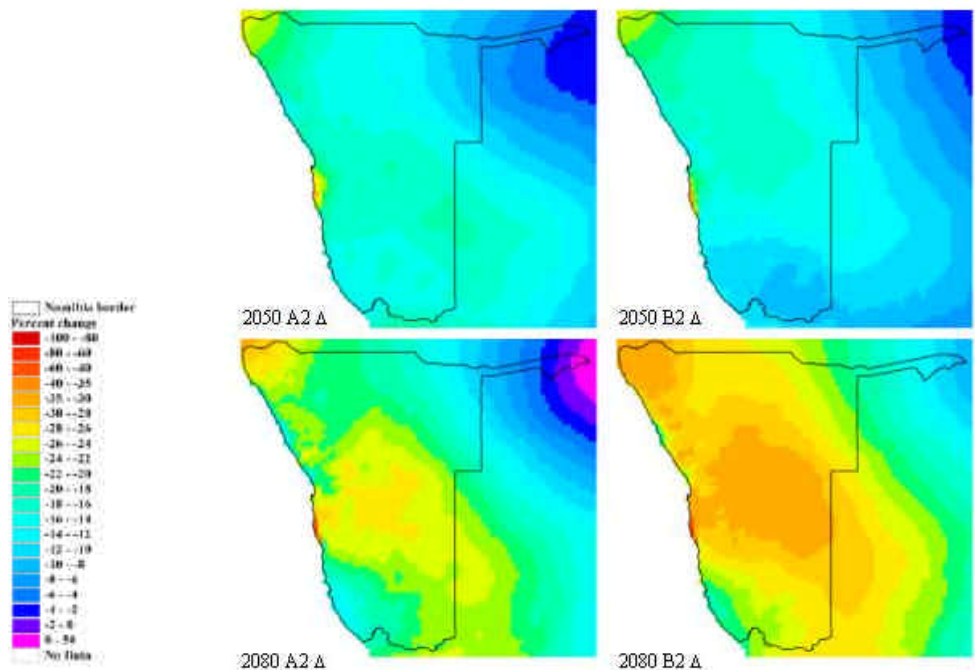 2050 A2 Δ
2050 B2 Δ
Namibia border
Percent change
-100 - -80
-80 - -60
-60 - -40
-40 - -35
-35 - -30
-30 - -28
-28 - -26
-26 - -24
-24 - -22
-22 - -20
-20 - -18
-18 - -16
-16 - -14
-14 - -12
-12 - -10
-10 - -8
-8 - -6
-6 - -4
-4 - -2
-2 - 0
0 - 50
No Data
2080 A2 Δ
2080 B2 Δ